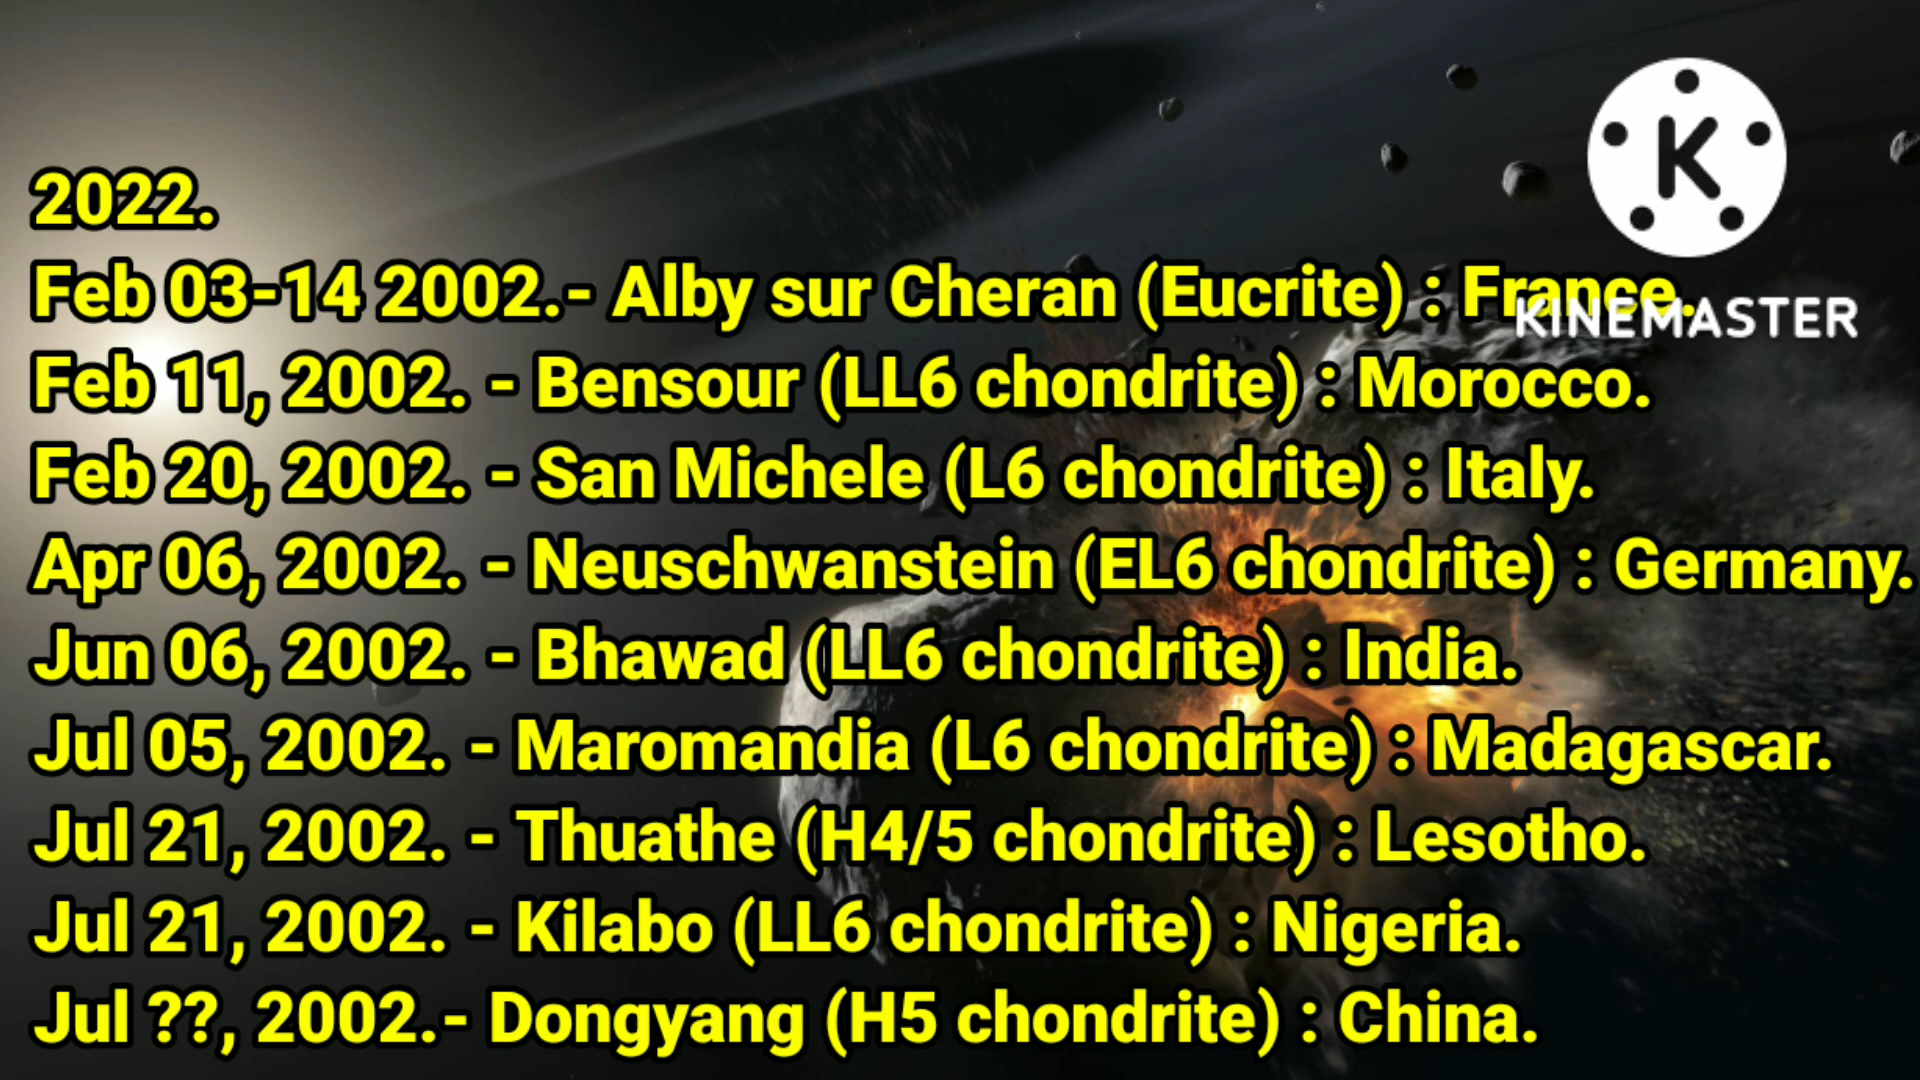 K
2022.
Feb 03-14 2002.- Alby sur Cheran (Eucrite) : France.
KINEMASTER
Feb 11, 2002. - Bensour (LL6 chondrite) : Morocco.
Feb 20, 2002. - San Michele (L6 chondrite) : Italy.
Apr 06, 2002. - Neuschwanstein (EL6 chondrite) : Germany.
Jun 06, 2002. - Bhawad (LL6 chondrite) : India.
Jul 05, 2002. - Maromandia (L6 chondrite) : Madagascar.
Jul 21, 2002. - Thuathe (H4/5 chondrite) : Lesotho.
Jul 21, 2002. - Kilabo (LL6 chondrite) : Nigeria.
Jul ??, 2002.- Dongyang (H5 chondrite) : China.